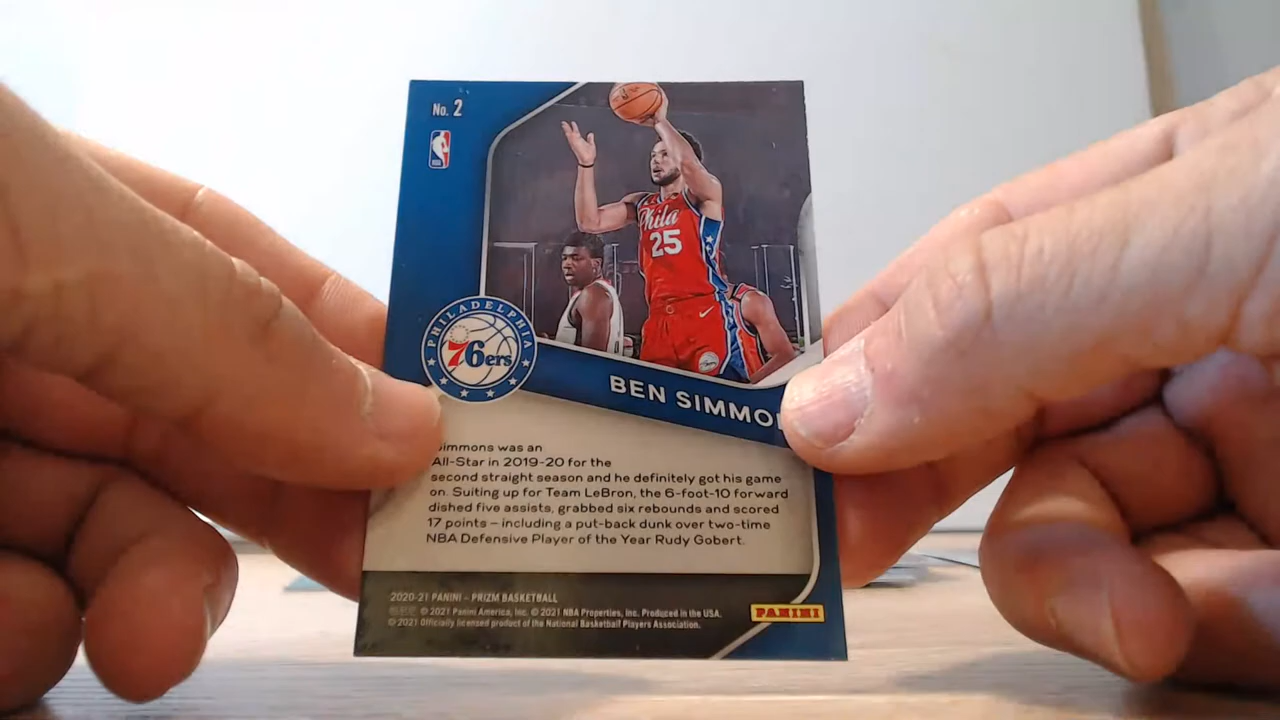 No. 2
Phila
25
PHILADELPHIA
76ers
BEN SIMMO
Simmons was an
All-Star in 2019-20 for the
second straight season and he definitely got his game
on. Suiting up for Team LeBron, the 6-foot-10 forward
dished five assists, grabbed six rebounds and scored
17 points – including a put-back dunk over two-time
NBA Defensive Player of the Year Rudy Gobert.
2020-21 PANINI – PRIZM BASKETBALL
© 2021 Panini America, Inc. © 2021 NBA Properties, Inc. Produced in the USA.
© 2021 Officially licensed product of the National Basketball Players Association.
PANINI